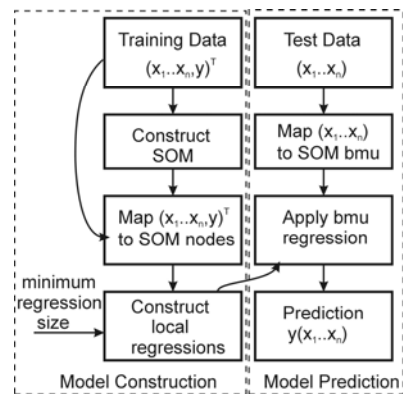 Training Data
(x₁..xₙ,y)ᵀ
Construct
SOM
Map (x₁..xₙ,y)ᵀ
to SOM nodes
minimum
regression
size
Construct
local
regressions
Model Construction
Test Data
(x₁..xₙ)
Map (x₁..xₙ)
to SOM bmu
Apply bmu
regression
Prediction
y(x₁..xₙ)
Model Prediction